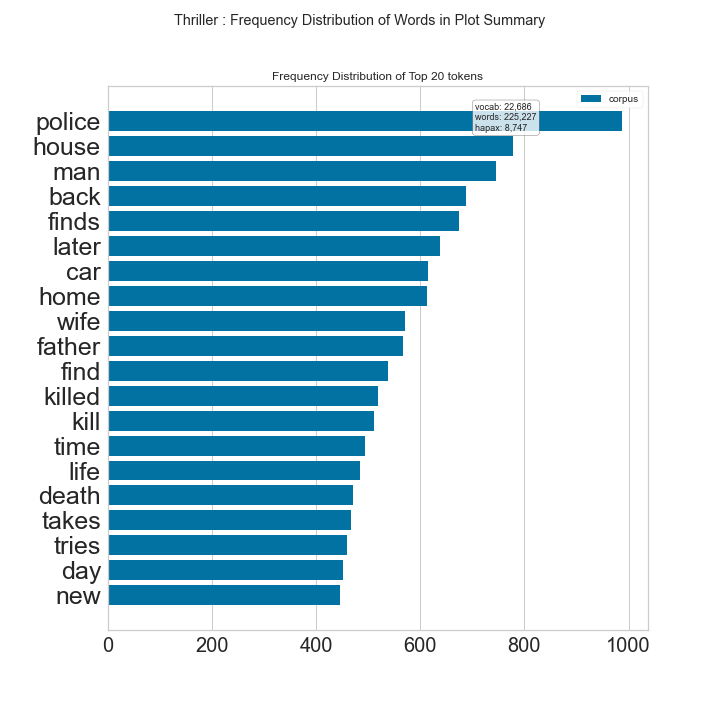 Thriller : Frequency Distribution of Words in Plot Summary
Frequency Distribution of Top 20 tokens
corpus
vocab: 22,686
words: 225,227
hapax: 8,747
police
house
man
back
finds
later
car
home
wife
father
find
killed
kill
time
life
death
takes
tries
day
new
0 200 400 600 800 1000